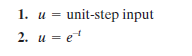 1. u = unit-step input
2. u = e^t